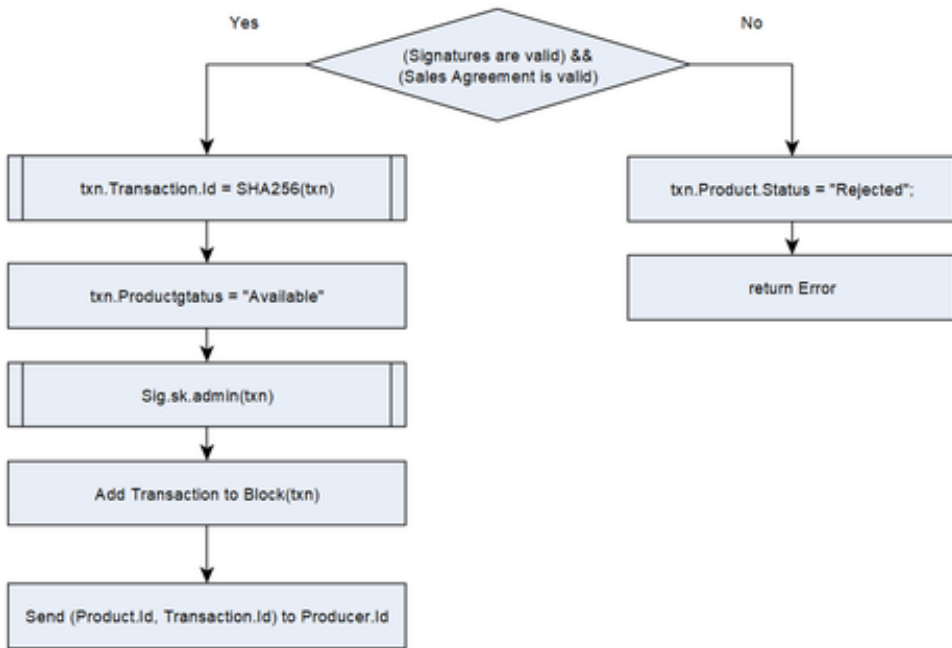 Yes
No
(Signatures are valid) &&
(Sales Agreement is valid)
txn.Transaction.Id = SHA256(txn)
txn.Product.Status = "Rejected";
txn.Productgtatus = "Available"
return Error
Sig.sk.admin(txn)
Add Transaction to Block(txn)
Send (Product.Id, Transaction.Id) to Producer.Id